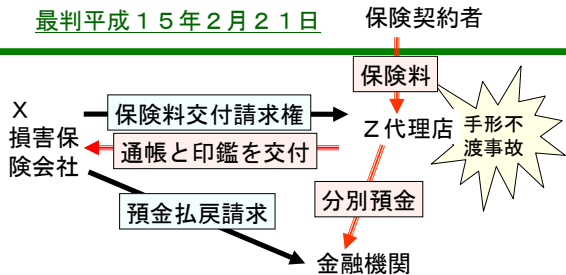 最判平成１５年２月２１日
保険契約者
保険料
X
損害保
険会社
保険料交付請求権
Z代理店
手形不
渡事故
通帳と印鑑を交付
分別預金
預金払戻請求
金融機関